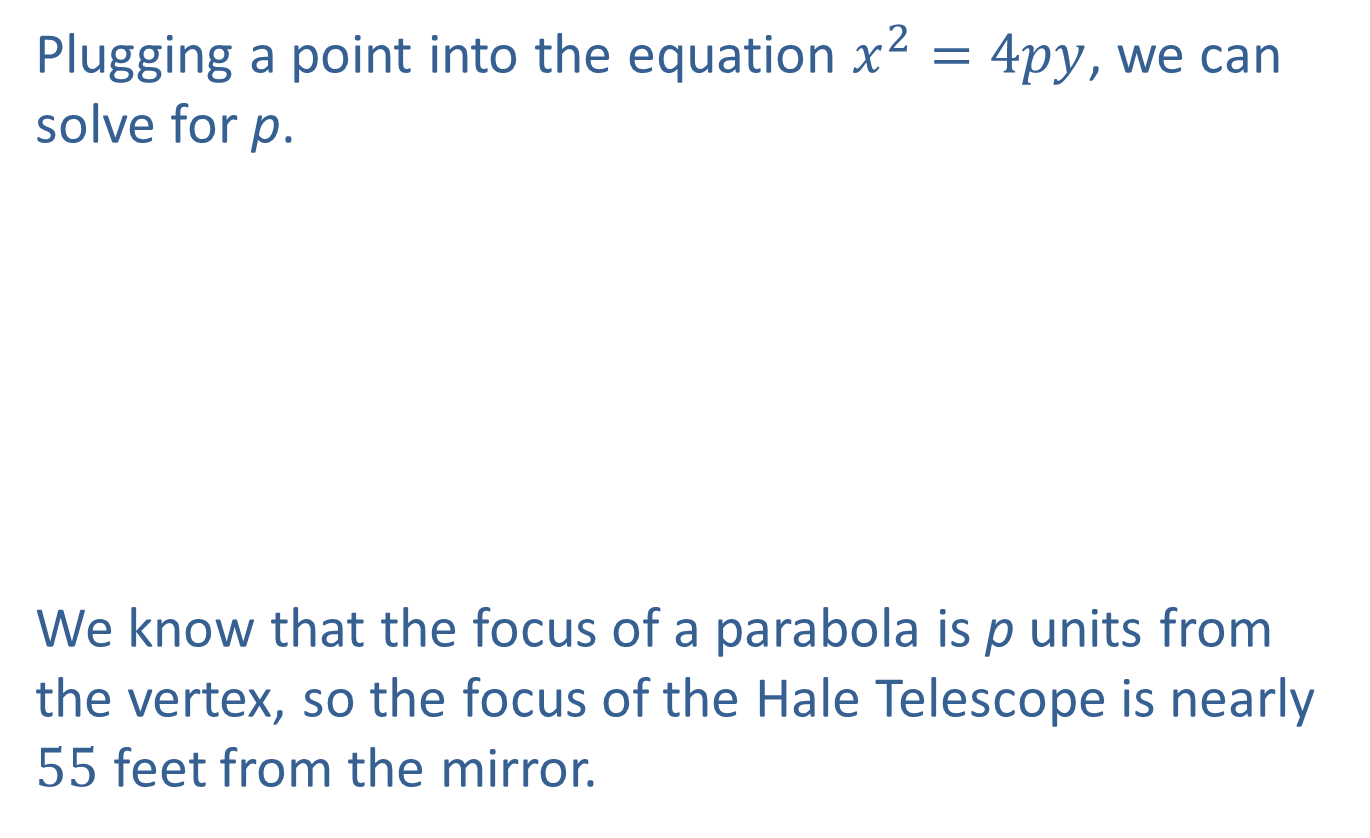 Plugging a point into the equation x² = 4py, we can
solve for p.
We know that the focus of a parabola is p units from
the vertex, so the focus of the Hale Telescope is nearly
55 feet from the mirror.